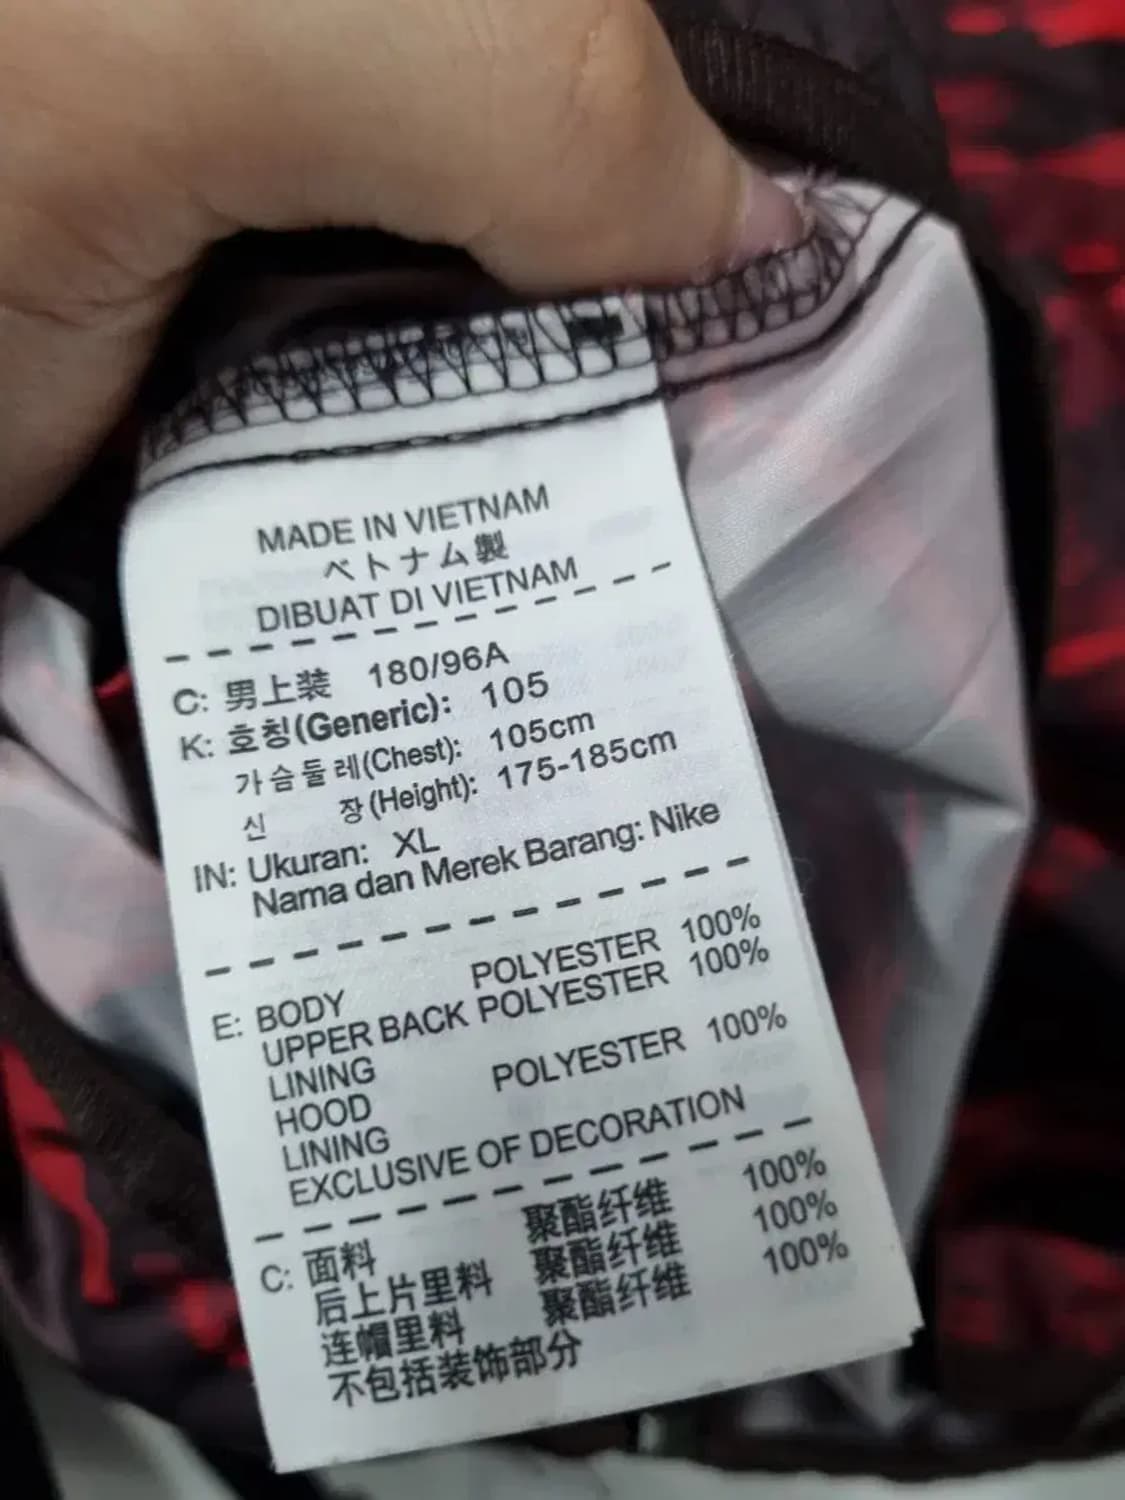 MADE IN VIETNAM
ベトナム製
DIBUAT DI VIETNAM
C: 男上装 180/96A
K: 호칭(Generic): 105
가슴둘레(Chest): 105cm
신 장(Height): 175-185cm
IN: Ukuran: XL
Nama dan Merek Barang: Nike
E: BODY POLYESTER 100%
UPPER BACK POLYESTER 100%
LINING
HOOD POLYESTER 100%
LINING
EXCLUSIVE OF DECORATION
C: 面料 聚酯纤维 100%
后上片里料 聚酯纤维 100%
连帽里料 聚酯纤维 100%
不包括装饰部分